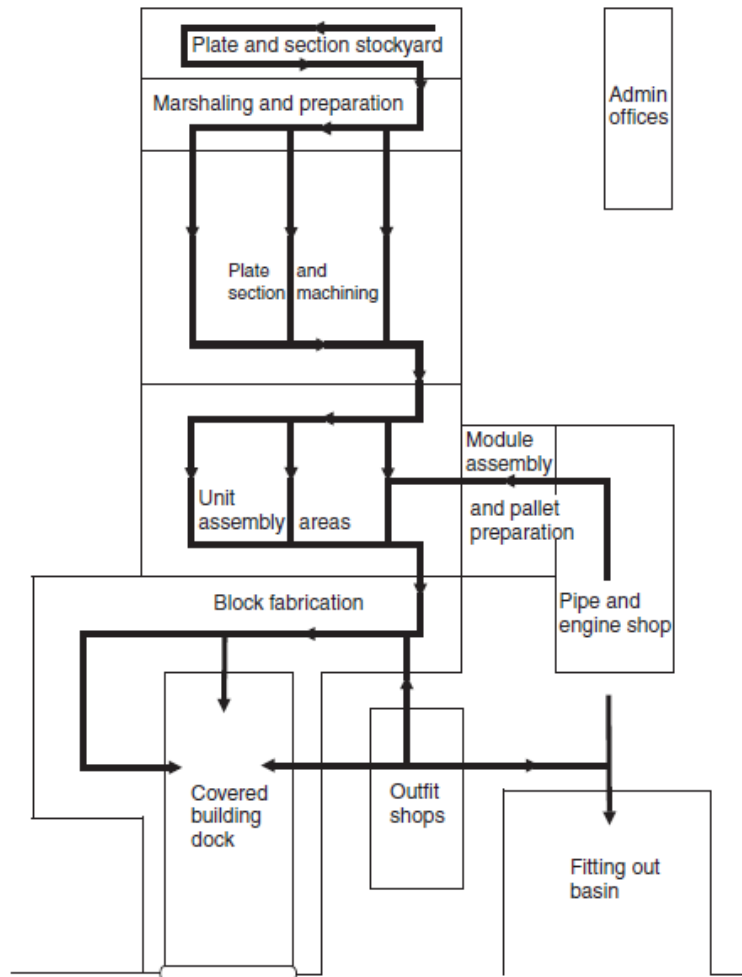 Plate and section stockyard
Marshaling and preparation
Admin
offices
Plate and
section machining
Module
assembly
and pallet
preparation
Unit
assembly areas
Block fabrication
Pipe and
engine shop
Covered
building
dock
Outfit
shops
Fitting out
basin